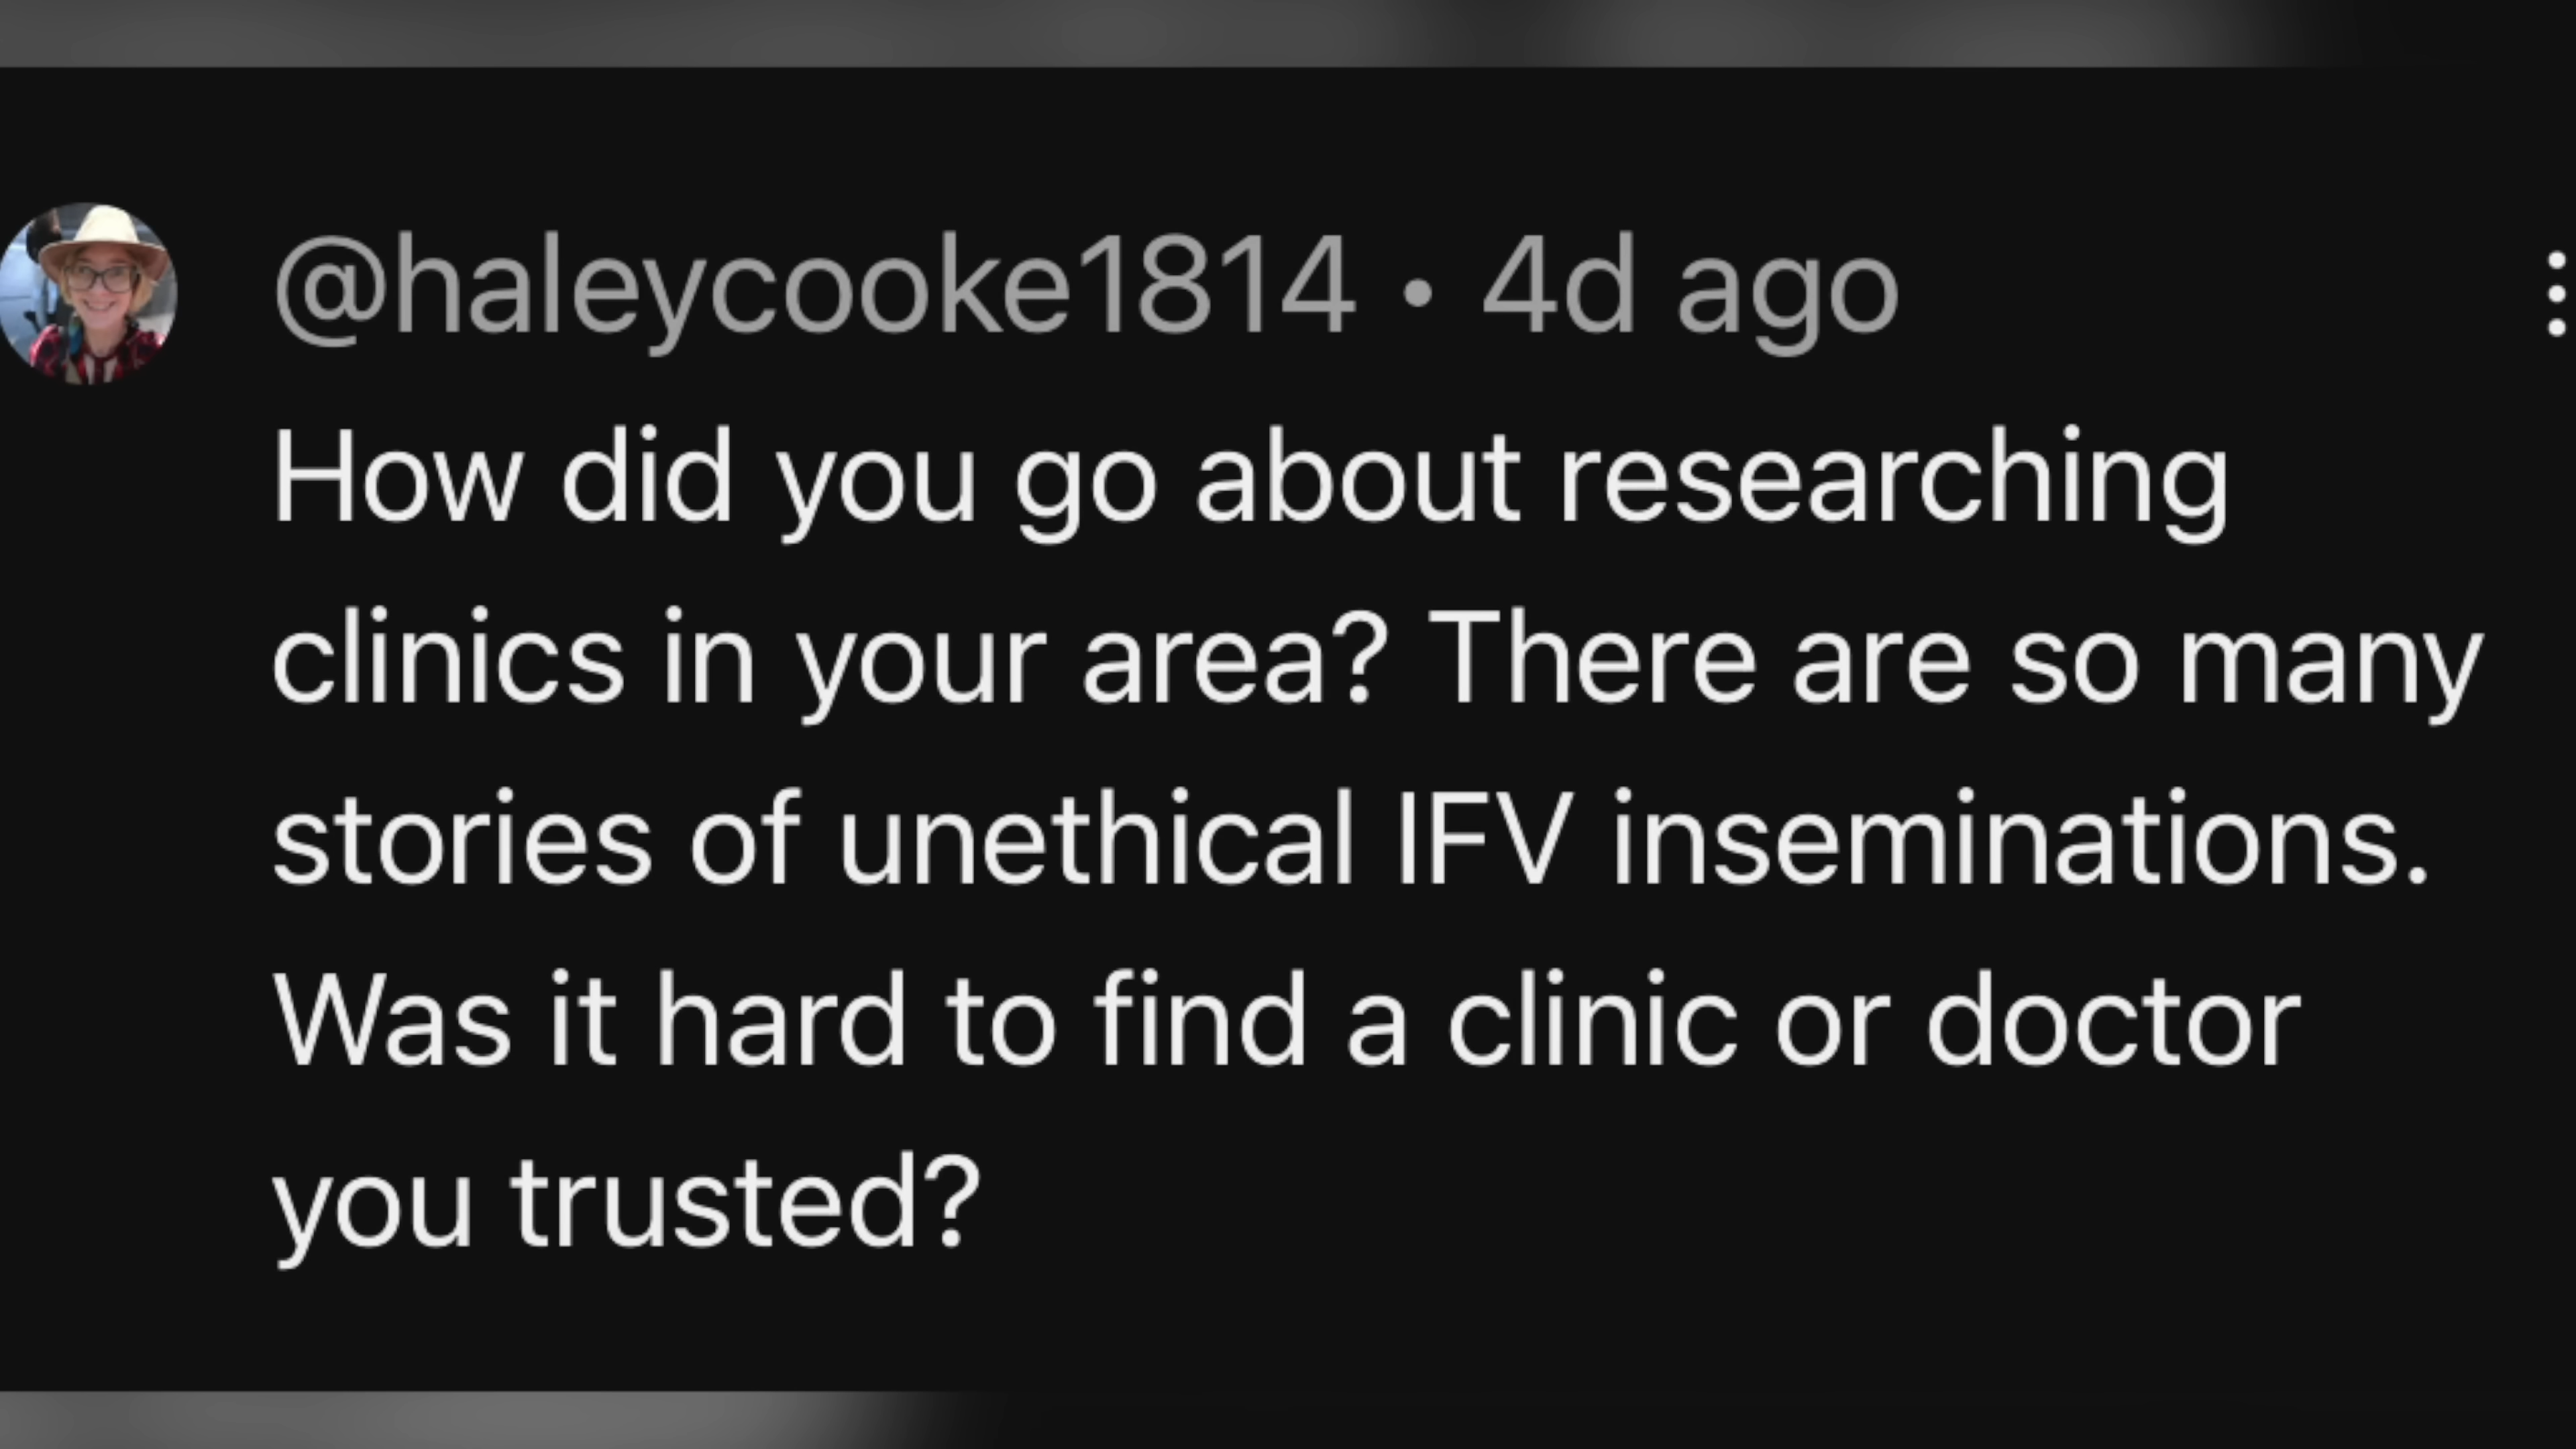 @haleycooke1814 • 4d ago
How did you go about researching
clinics in your area? There are so many
stories of unethical IFV inseminations.
Was it hard to find a clinic or doctor
you trusted?